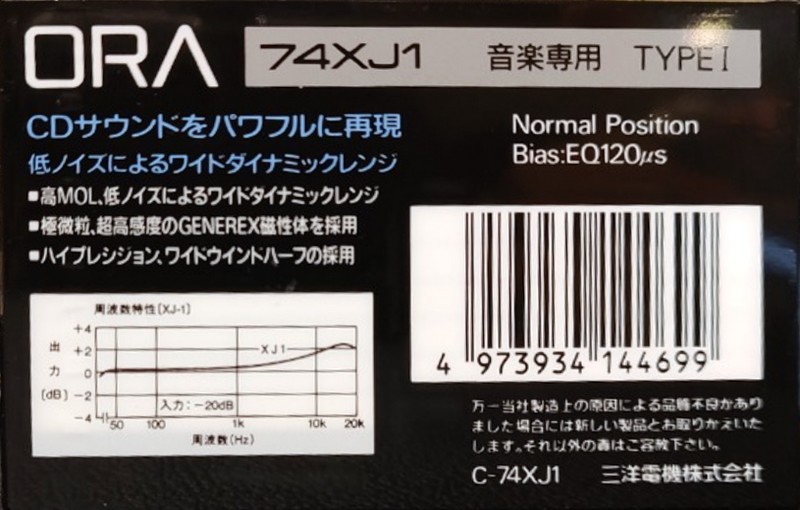 ORA
74XJ1 音楽専用 TYPE I
CDサウンドをパワフルに再現
低ノイズによるワイドダイナミックレンジ
■高MOL、低ノイズによるワイドダイナミックレンジ
■極微粒、超高感度のGENEREX磁性体を採用
■ハイプレシジョン、ワイドウインドハーフの採用
Normal Position
Bias:EQ120μs
周波数特性(XJ-1)
出力(dB)
+4
+2
0
-2
-4
XJ1
入力:-20dB
50 100 1k 10k 20k
周波数(Hz)
4 973934 144699
万一当社製造上の原因による品質不良があり
ました場合には新しい製品とお取りかえいた
します。それ以外の責はご容赦下さい。
C-74XJ1 三洋電機株式会社